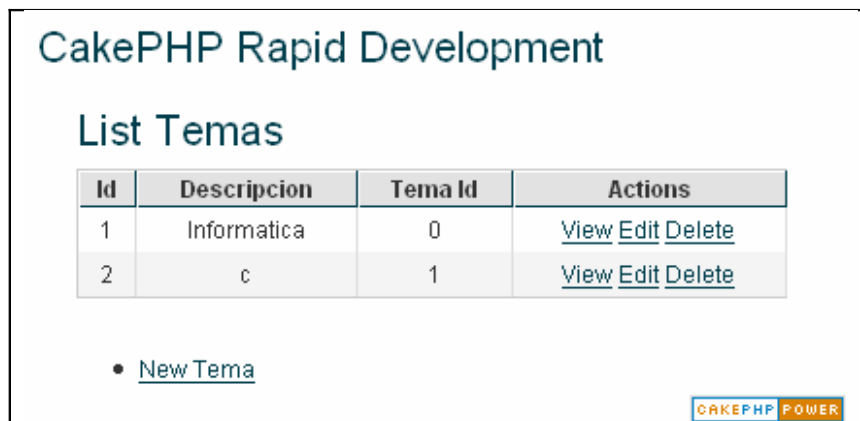 CakePHP Rapid Development
List Temas
Id Descripcion Tema Id Actions
1 Informatica 0 View Edit Delete
2 c 1 View Edit Delete
• New Tema
CAKEPHP POWER